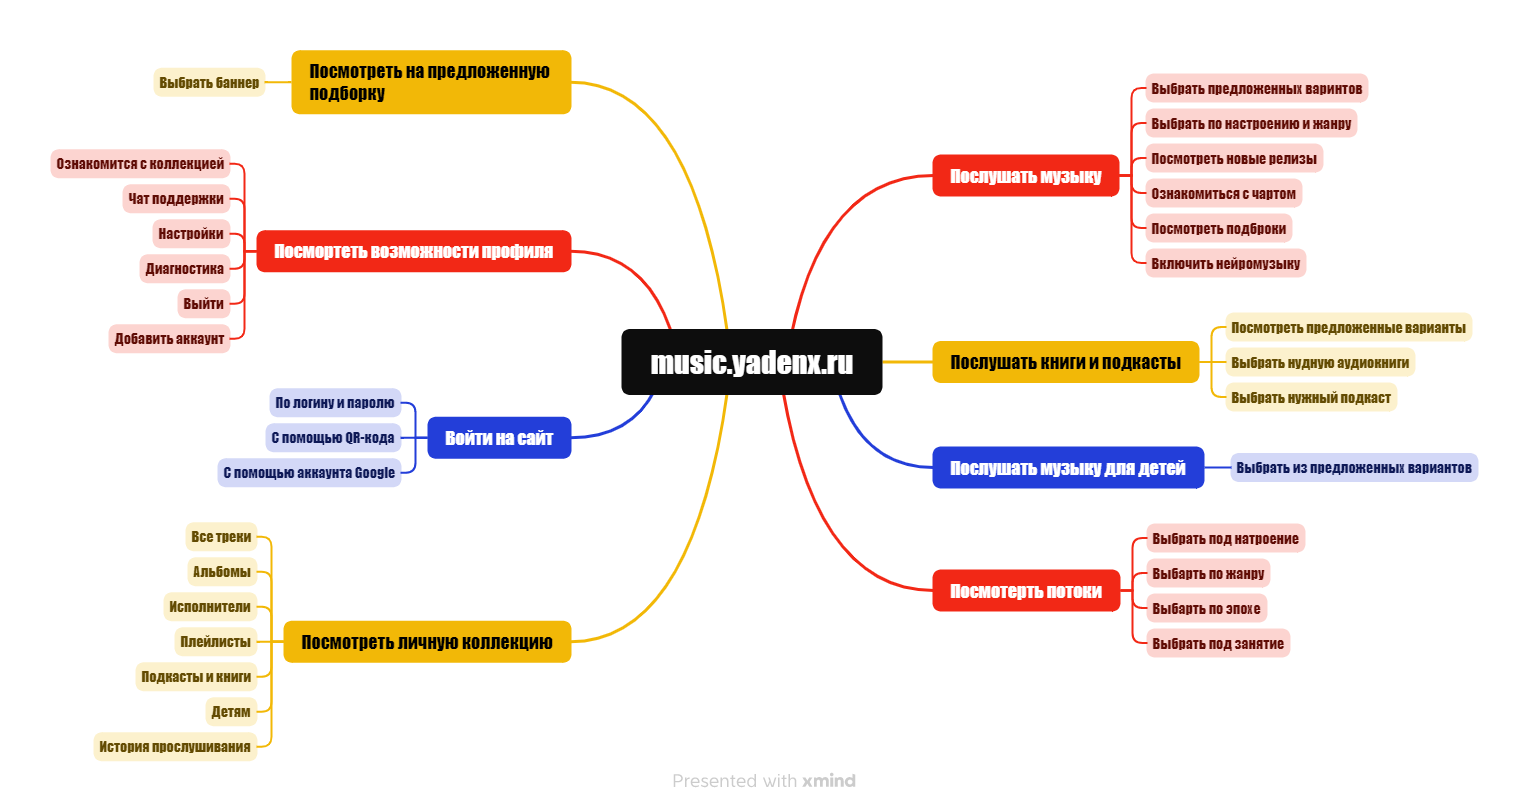 music.yadenx.ru
Послушать музыку
Выбрать предложенных варинтов
Выбрать по настроению и жанру
Посмотреть новые релизы
Ознакомиться с чартом
Посмотреть подброки
Включить нейромузыку
Послушать книги и подкасты
Посмотреть предложенные варианты
Выбрать нудную аудиокниги
Выбрать нужный подкаст
Послушать музыку для детей
Выбрать из предложенных вариантов
Посмотерть потоки
Выбрать под натроение
Выбарть по жанру
Выбарть по эпохе
Выбрать под занятие
Посмотреть на предложенную
подборку
Выбрать баннер
Посмортеть возможности профиля
Ознакомится с коллекцией
Чат поддержки
Настройки
Диагностика
Выйти
Добавить аккаунт
Войти на сайт
По логину и паролю
С помощью QR-кода
С помощью аккаунта Google
Посмотреть личную коллекцию
Все треки
Альбомы
Исполнители
Плейлисты
Подкасты и книги
Детям
История прослушивания
Presented with xmind